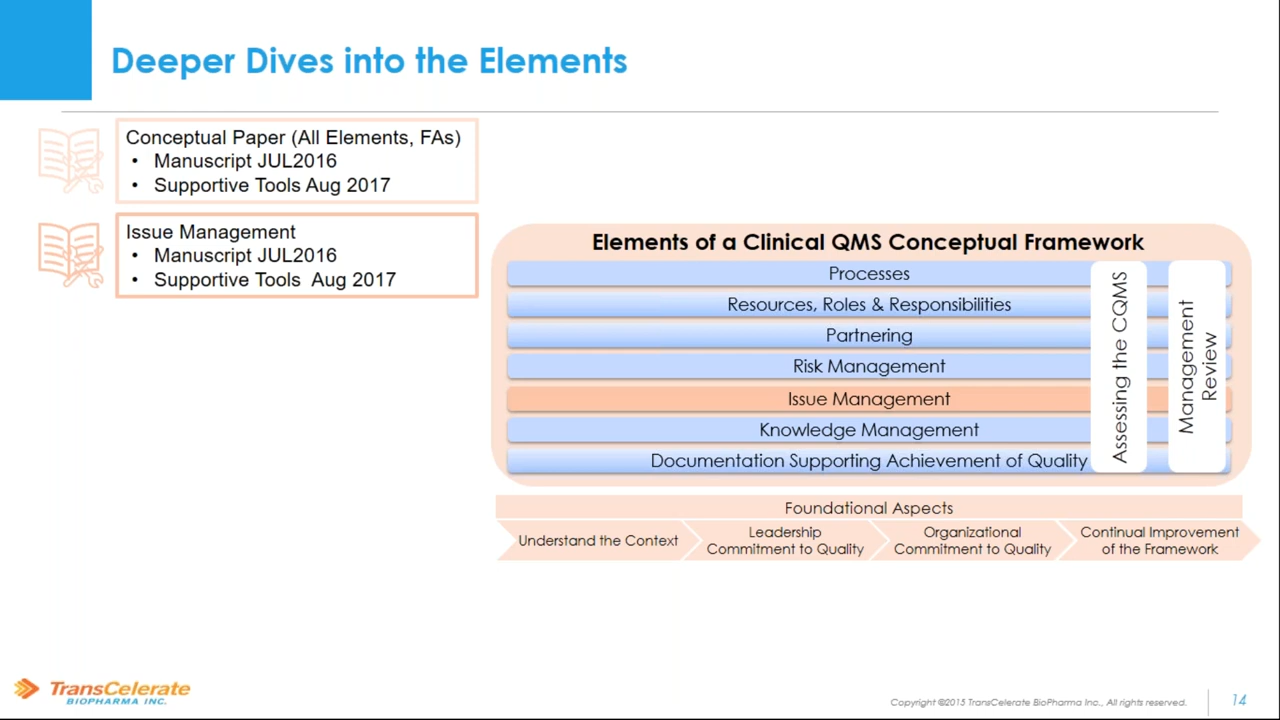 Deeper Dives into the Elements
Conceptual Paper (All Elements, FAs)
• Manuscript JUL2016
• Supportive Tools Aug 2017
Issue Management
• Manuscript JUL2016
• Supportive Tools  Aug 2017
Elements of a Clinical QMS Conceptual Framework
Processes
Resources, Roles & Responsibilities
Partnering
Risk Management
Issue Management
Knowledge Management
Documentation Supporting Achievement of Quality
Assessing the CQMS
Management
Review
Foundational Aspects
Understand the Context
Leadership
Commitment to Quality
Organizational
Commitment to Quality
Continual Improvement
of the Framework
TransCelerate
BIOPHARMA INC.
Copyright ©2015 TransCelerate BioPharma Inc., All rights reserved.
14